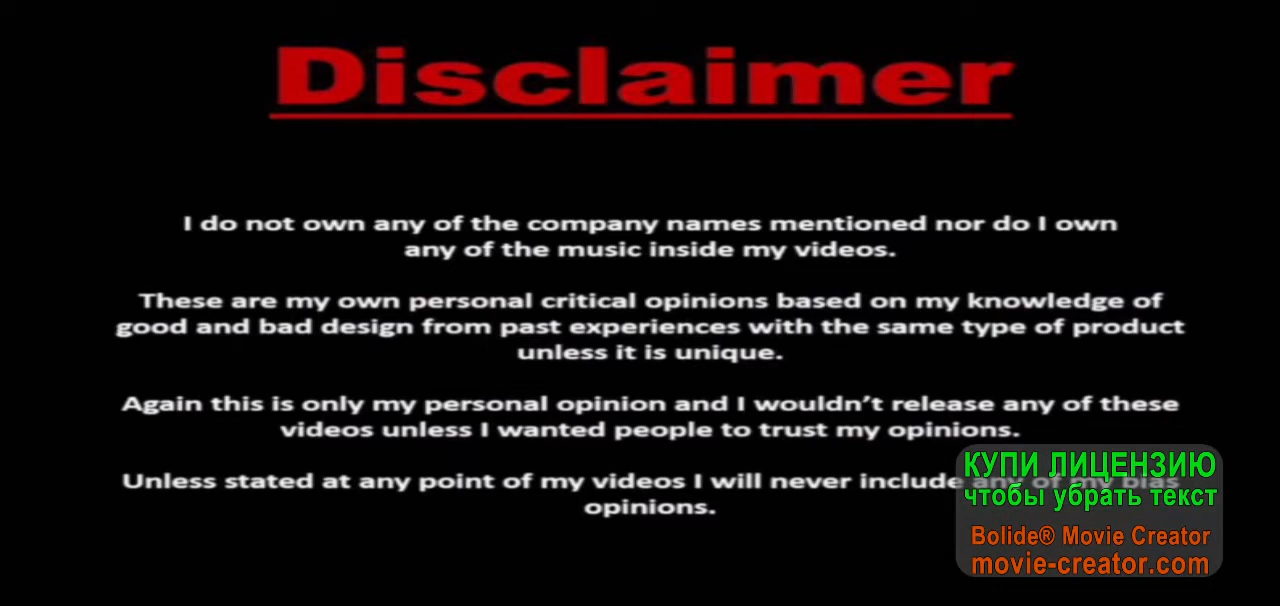 Disclaimer
I do not own any of the company names mentioned nor do I own
any of the music inside my videos.
These are my own personal critical opinions based on my knowledge of
good and bad design from past experiences with the same type of product
unless it is unique.
Again this is only my personal opinion and I wouldn't release any of these
videos unless I wanted people to trust my opinions.
Unless stated at any point of my videos I will never include any of my bias
opinions.
КУПИ ЛИЦЕНЗИЮ
чтобы убрать текст
Bolide® Movie Creator
movie-creator.com